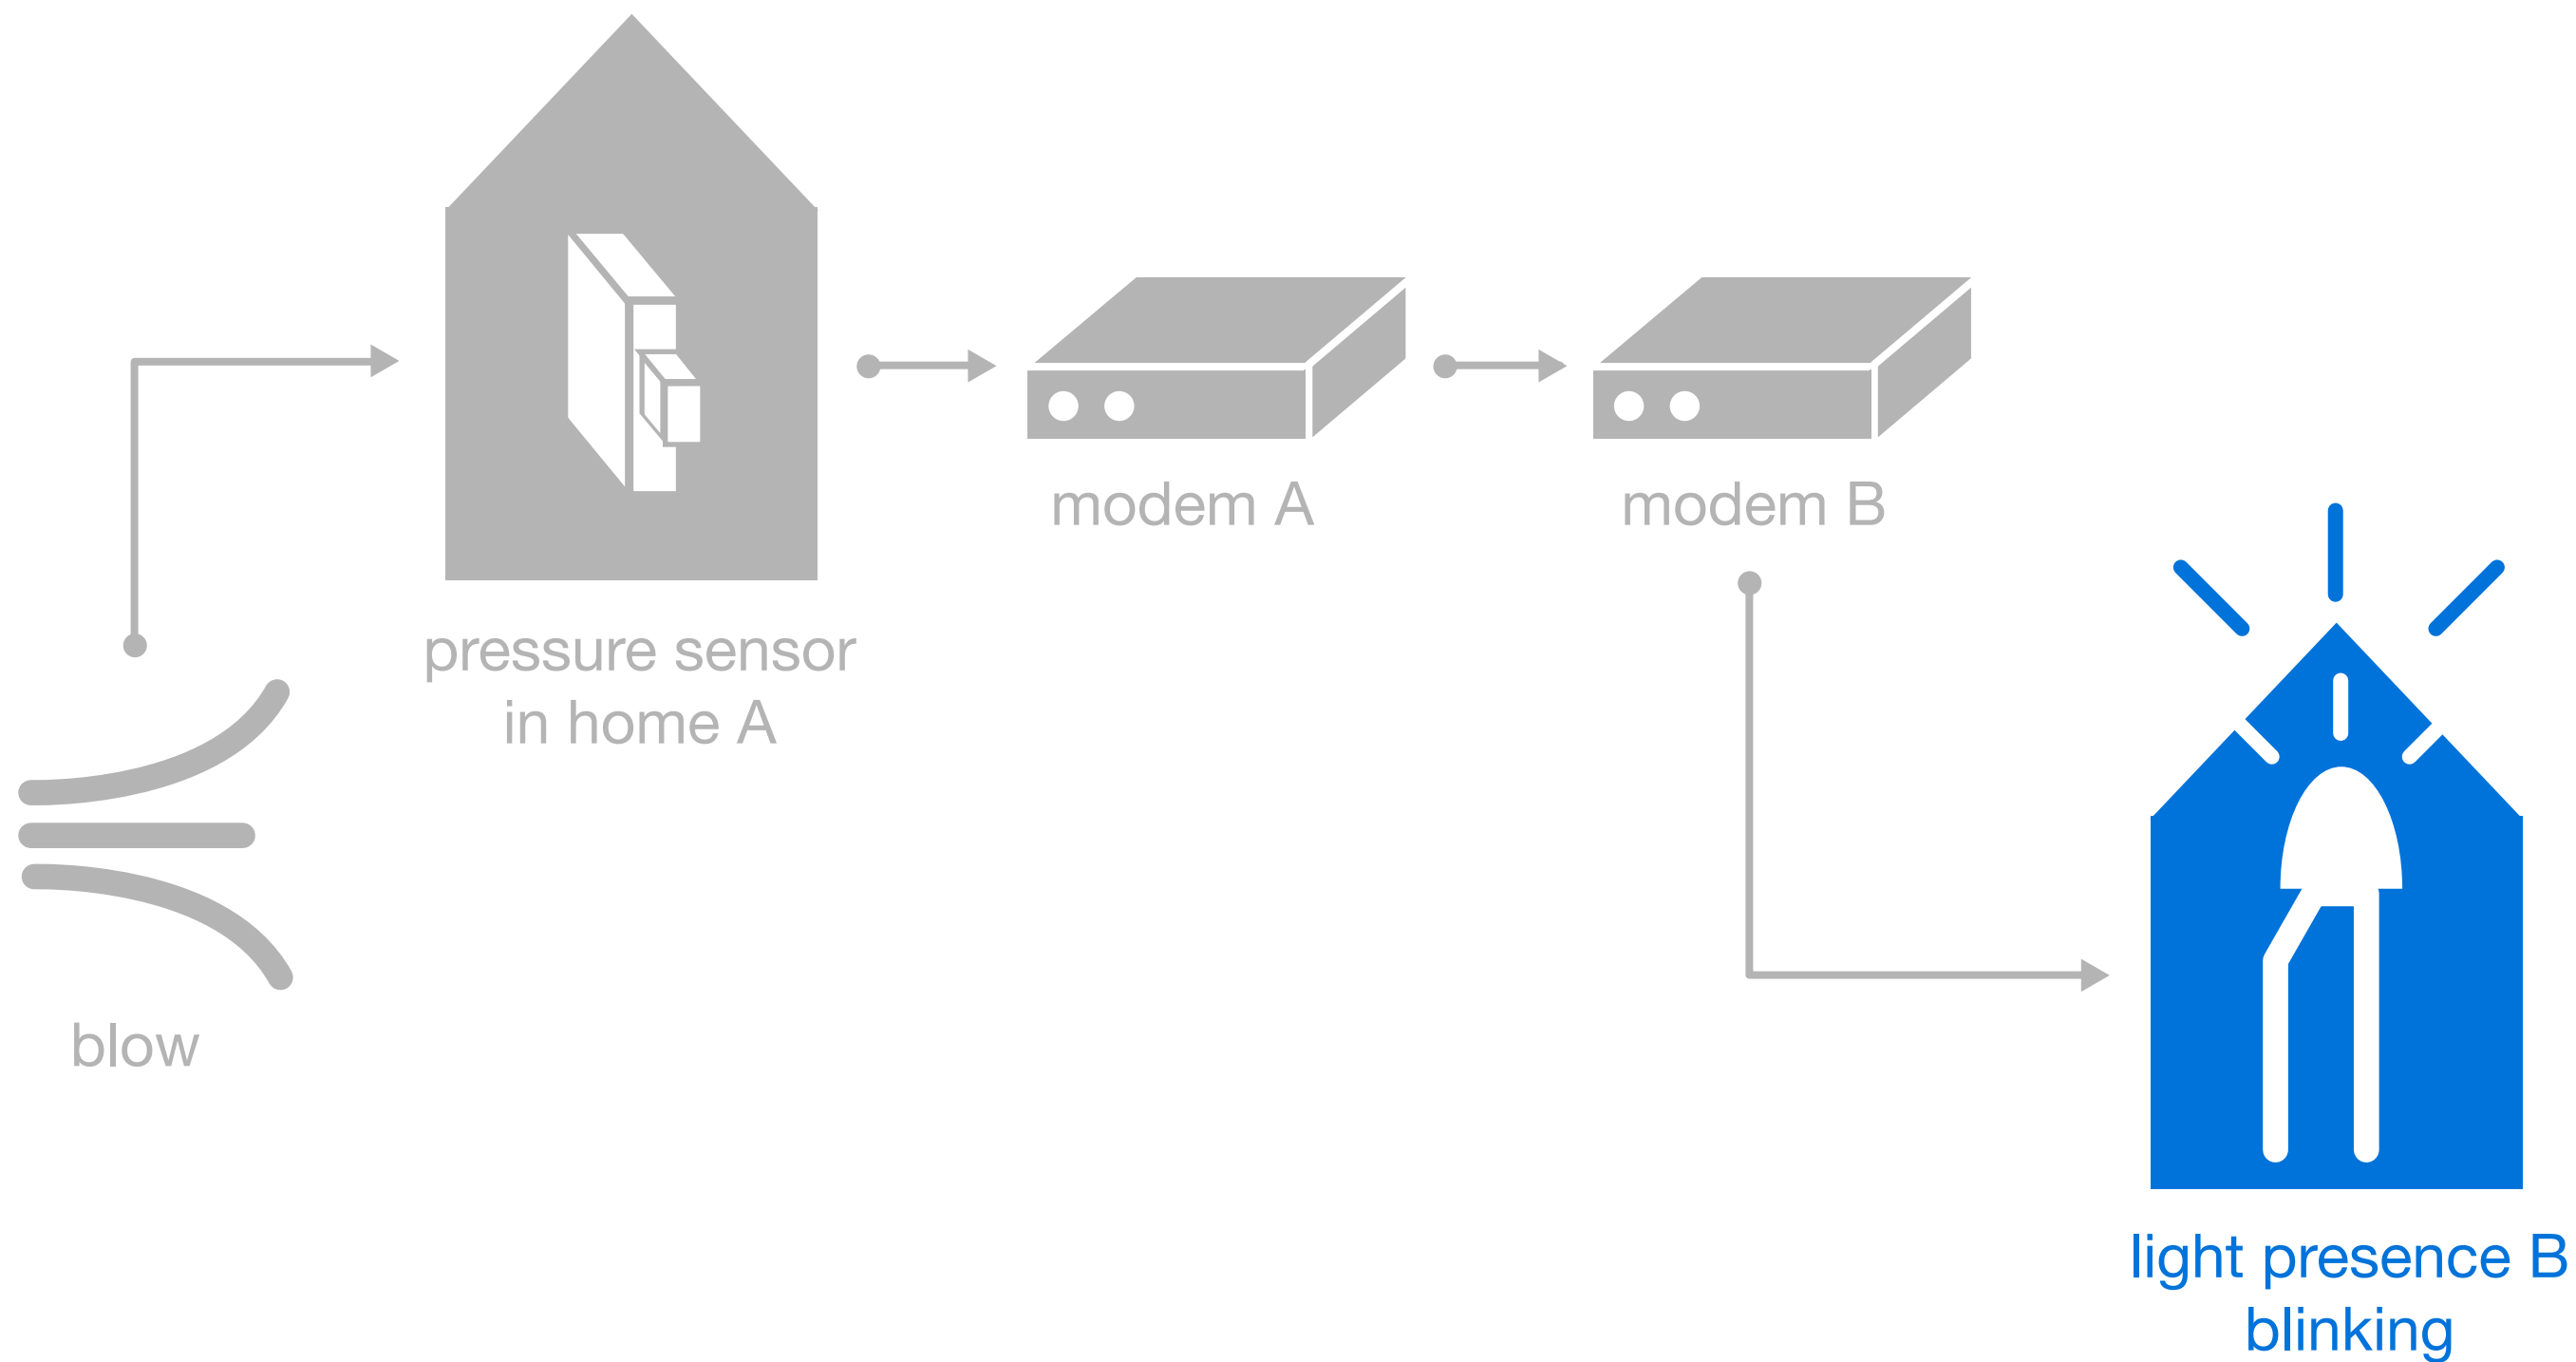 blow
pressure sensor
in home A
modem A
modem B
light presence B
blinking